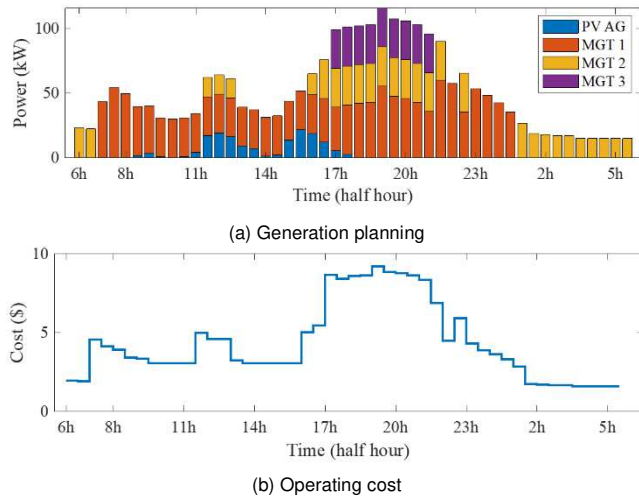 100
50
0
Power (kW)
PV AG
MGT 1
MGT 2
MGT 3
6h 8h 11h 11h 14h 17h 20h 23h 2h 5h
Time (half hour)
(a) Generation planning
10
5
0
Cost ($)
6h 8h 11h 14h 17h 20h 23h 2h 5h
Time (half hour)
(b) Operating cost